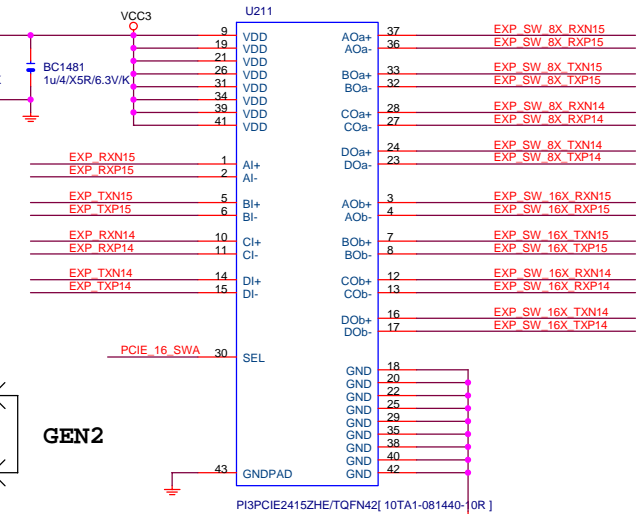 VCC3
U211
BC1481
1u/4/X5R/6.3V/K
9 VDD
19 VDD
21 VDD
26 VDD
31 VDD
34 VDD
39 VDD
41 VDD
EXP_RXN15 1 AI+
EXP_RXP15 2 AI-
EXP_TXN15 5 BI+
EXP_TXP15 6 BI-
EXP_RXN14 10 CI+
EXP_RXP14 11 CI-
EXP_TXN14 14 DI+
EXP_TXP14 15 DI-
PCIE_16_SWA 30 SEL
43 GNDPAD
AOa+ 37 EXP_SW_8X_RXN15
AOa- 36 EXP_SW_8X_RXP15
BOa+ 33 EXP_SW_8X_TXN15
BOa- 32 EXP_SW_8X_TXP15
COa+ 28 EXP_SW_8X_RXN14
COa- 27 EXP_SW_8X_RXP14
DOa+ 24 EXP_SW_8X_TXN14
DOa- 23 EXP_SW_8X_TXP14
AOb+ 3 EXP_SW_16X_RXN15
AOb- 4 EXP_SW_16X_RXP15
BOb+ 7 EXP_SW_16X_TXN15
BOb- 8 EXP_SW_16X_TXP15
COb+ 12 EXP_SW_16X_RXN14
COb- 13 EXP_SW_16X_RXP14
DOb+ 16 EXP_SW_16X_TXN14
DOb- 17 EXP_SW_16X_TXP14
GND 18
GND 20
GND 22
GND 25
GND 29
GND 35
GND 38
GND 40
GND 42
GEN2
PI3PCIE2415ZHE/TQFN42[ 10TA1-081440-10R ]